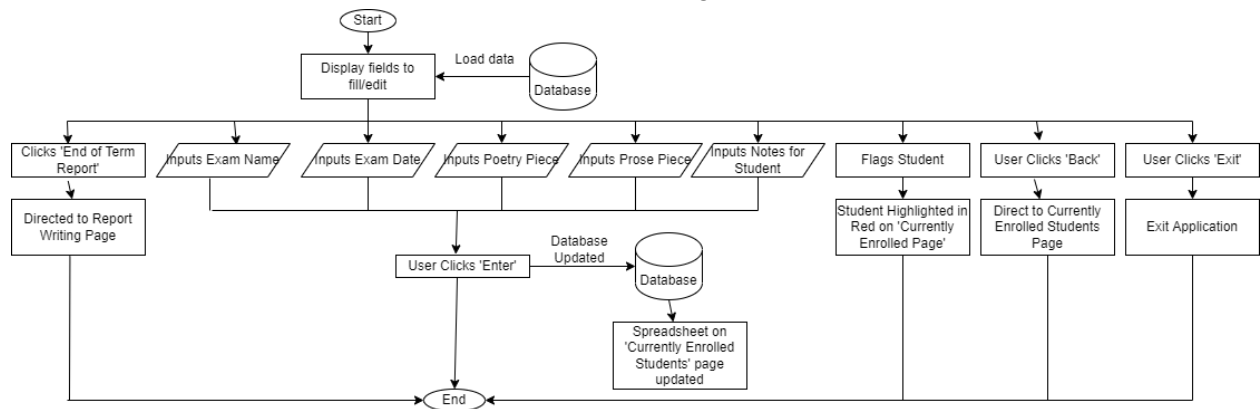 Start
Display fields to
fill/edit
Load data
Database
Clicks 'End of Term
Report'
Inputs Exam Name
Inputs Exam Date
Inputs Poetry Piece
Inputs Prose Piece
Inputs Notes for
Student
Flags Student
User Clicks 'Back'
User Clicks 'Exit'
Directed to Report
Writing Page
Student Highlighted in
Red on 'Currently
Enrolled Page'
Direct to Currently
Enrolled Students
Page
Exit Application
User Clicks 'Enter'
Database
Updated
Database
Spreadsheet on
'Currently Enrolled
Students' page
updated
End